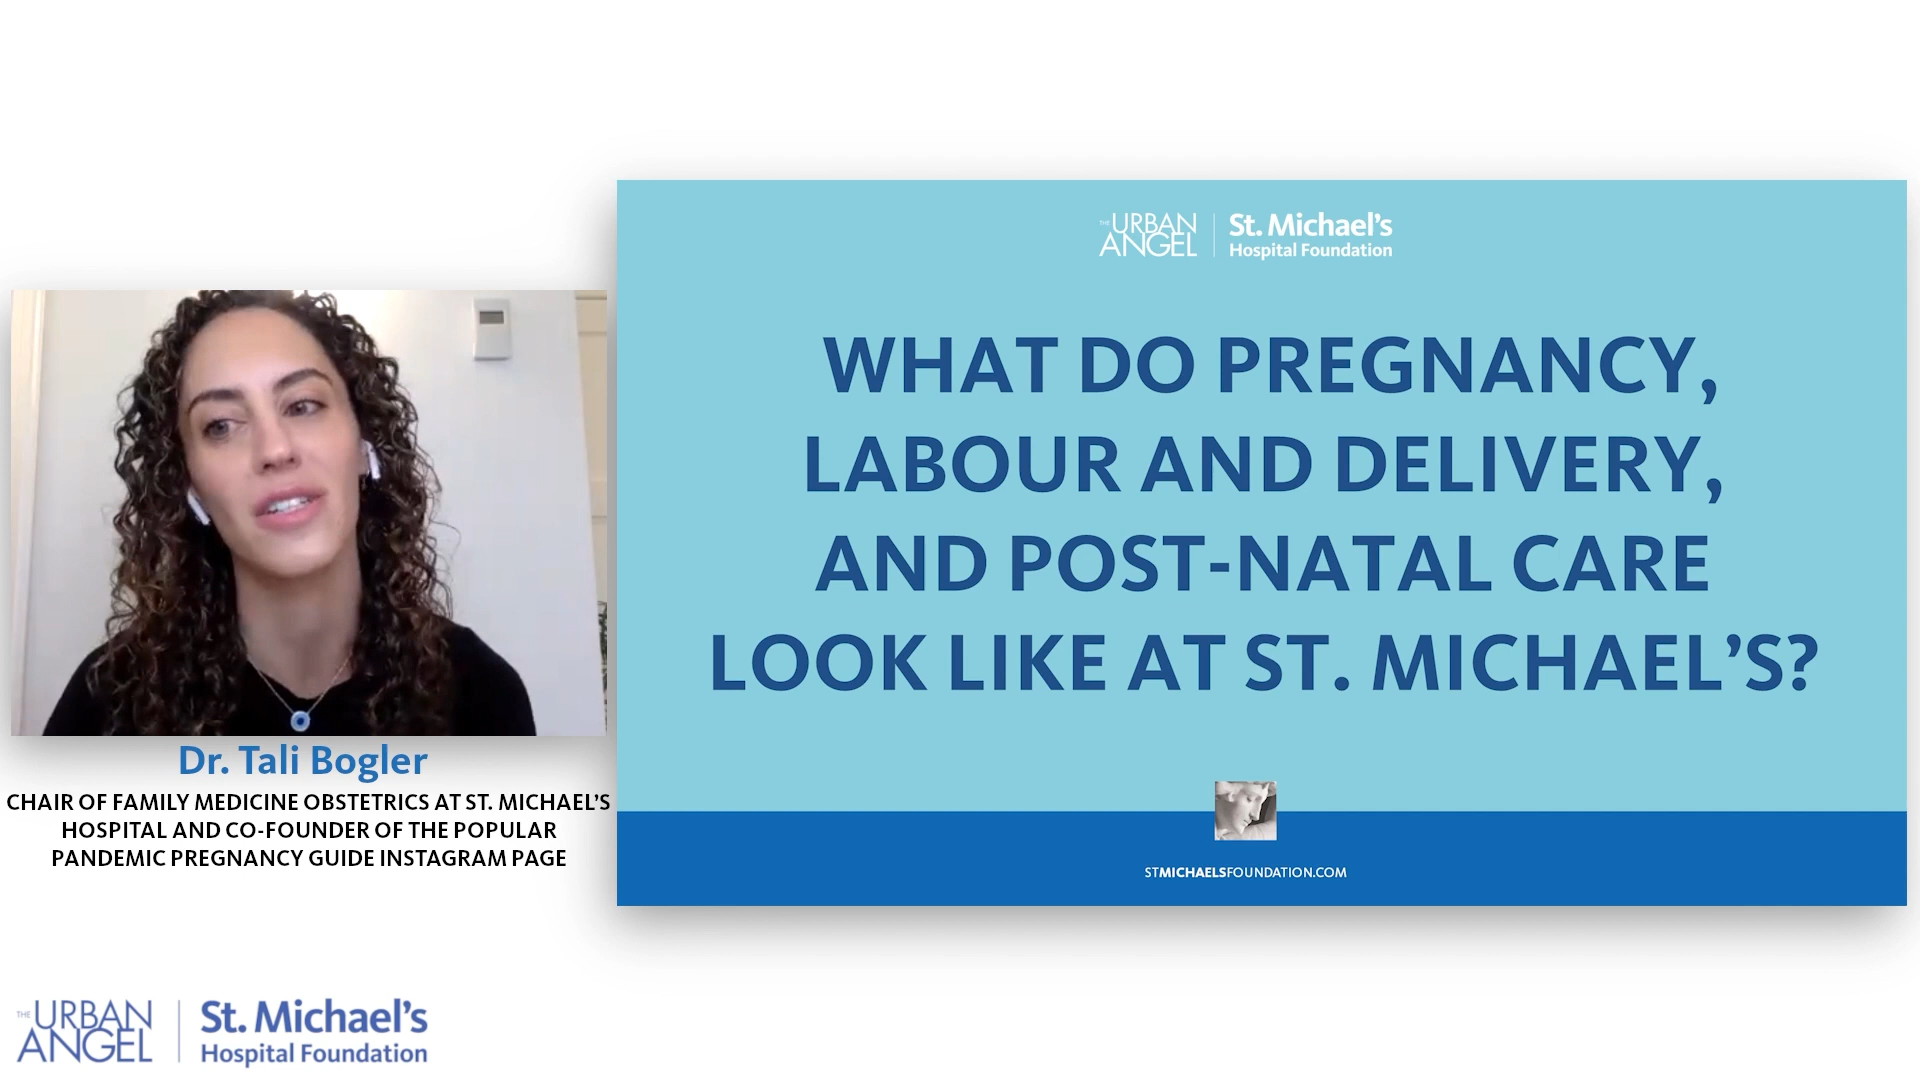 THE URBAN ANGEL
St. Michael's
Hospital Foundation
WHAT DO PREGNANCY,
LABOUR AND DELIVERY,
AND POST-NATAL CARE
LOOK LIKE AT ST. MICHAEL'S?
STMICHAELSFOUNDATION.COM
Dr. Tali Bogler
CHAIR OF FAMILY MEDICINE OBSTETRICS AT ST. MICHAEL'S
HOSPITAL AND CO-FOUNDER OF THE POPULAR
PANDEMIC PREGNANCY GUIDE INSTAGRAM PAGE
THE URBAN
ANGEL
St. Michael's
Hospital Foundation